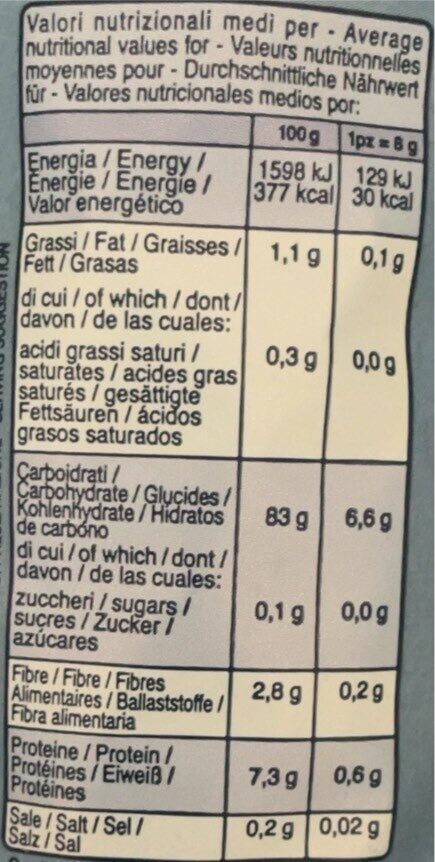 Valori nutrizionali medi per - Average
nutritional values for - Valeurs nutritionnelles
moyennes pour - Durchschnittliche Nährwert
für - Valores nutricionales medios por:
100g 1pz = 8 g
Energia / Energy / 1598 kJ 129 kJ
Énergie / Energie / 377 kcal 30 kcal
Valor energético
Grassi / Fat / Graisses / 1,1 g 0,1 g
Fett / Grasas
di cui / of which / dont /
davon / de las cuales:
acidi grassi saturi / 0,3 g 0,0 g
saturates / acides gras
saturés / gesättigte
Fettsäuren / ácidos
grasos saturados
Carboidrati /
Carbohydrate / Glucides /
Kohlenhydrate / Hidratos 83 g 6,6 g
de carbóno
di cui / of which / dont /
davon / de las cuales:
zuccheri / sugars / 0,1 g 0,0 g
sucres / Zucker /
azúcares
Fibre / Fibre / Fibres 2,8 g 0,2 g
Alimentaires / Ballaststoffe /
Fibra alimentaria
Proteine / Protein /
Protéines / Eiweiß / 7,3 g 0,6 g
Protéines
Sale / Salt / Sel / 0,2 g 0,02 g
Salz / Sal